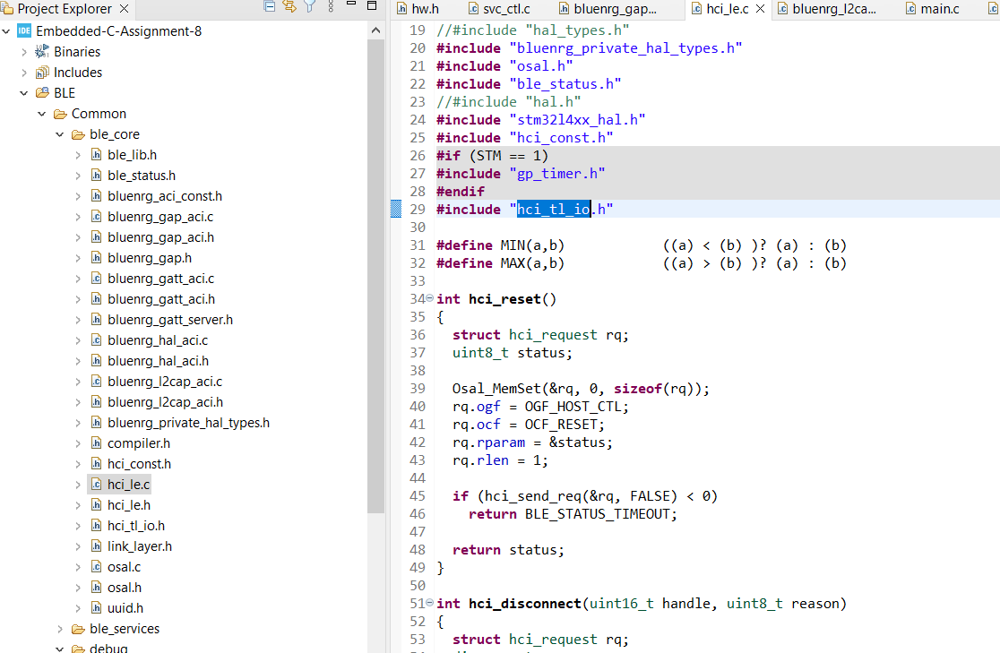 Project Explorer
Embedded-C-Assignment-8
Binaries
Includes
BLE
Common
ble_core
ble_lib.h
ble_status.h
bluenrg_aci_const.h
bluenrg_gap_aci.c
bluenrg_gap_aci.h
bluenrg_gap.h
bluenrg_gatt_aci.c
bluenrg_gatt_aci.h
bluenrg_gatt_server.h
bluenrg_hal_aci.c
bluenrg_hal_aci.h
bluenrg_l2cap_aci.c
bluenrg_l2cap_aci.h
bluenrg_private_hal_types.h
compiler.h
hci_const.h
hci_le.c
hci_le.h
hci_tl_io.h
link_layer.h
osal.c
osal.h
uuid.h
ble_services
debug
hw.h svc_ctl.c bluenrg_gap... hci_le.c bluenrg_l2ca... main.c
19 //#include "hal_types.h"
20 #include "bluenrg_private_hal_types.h"
21 #include "osal.h"
22 #include "ble_status.h"
23 //#include "hal.h"
24 #include "stm32l4xx_hal.h"
25 #include "hci_const.h"
26 #if (STM == 1)
27 #include "gp_timer.h"
28 #endif
29 #include "hci_tl_io.h"
30
31 #define MIN(a,b)            ((a) < (b) )? (a) : (b)
32 #define MAX(a,b)            ((a) > (b) )? (a) : (b)
33
34 int hci_reset()
35 {
36   struct hci_request rq;
37   uint8_t status;
38
39   Osal_MemSet(&rq, 0, sizeof(rq));
40   rq.ogf = OGF_HOST_CTL;
41   rq.ocf = OCF_RESET;
42   rq.rparam = &status;
43   rq.rlen = 1;
44
45   if (hci_send_req(&rq, FALSE) < 0)
46     return BLE_STATUS_TIMEOUT;
47
48   return status;
49 }
50
51 int hci_disconnect(uint16_t handle, uint8_t reason)
52 {
53   struct hci_request rq;